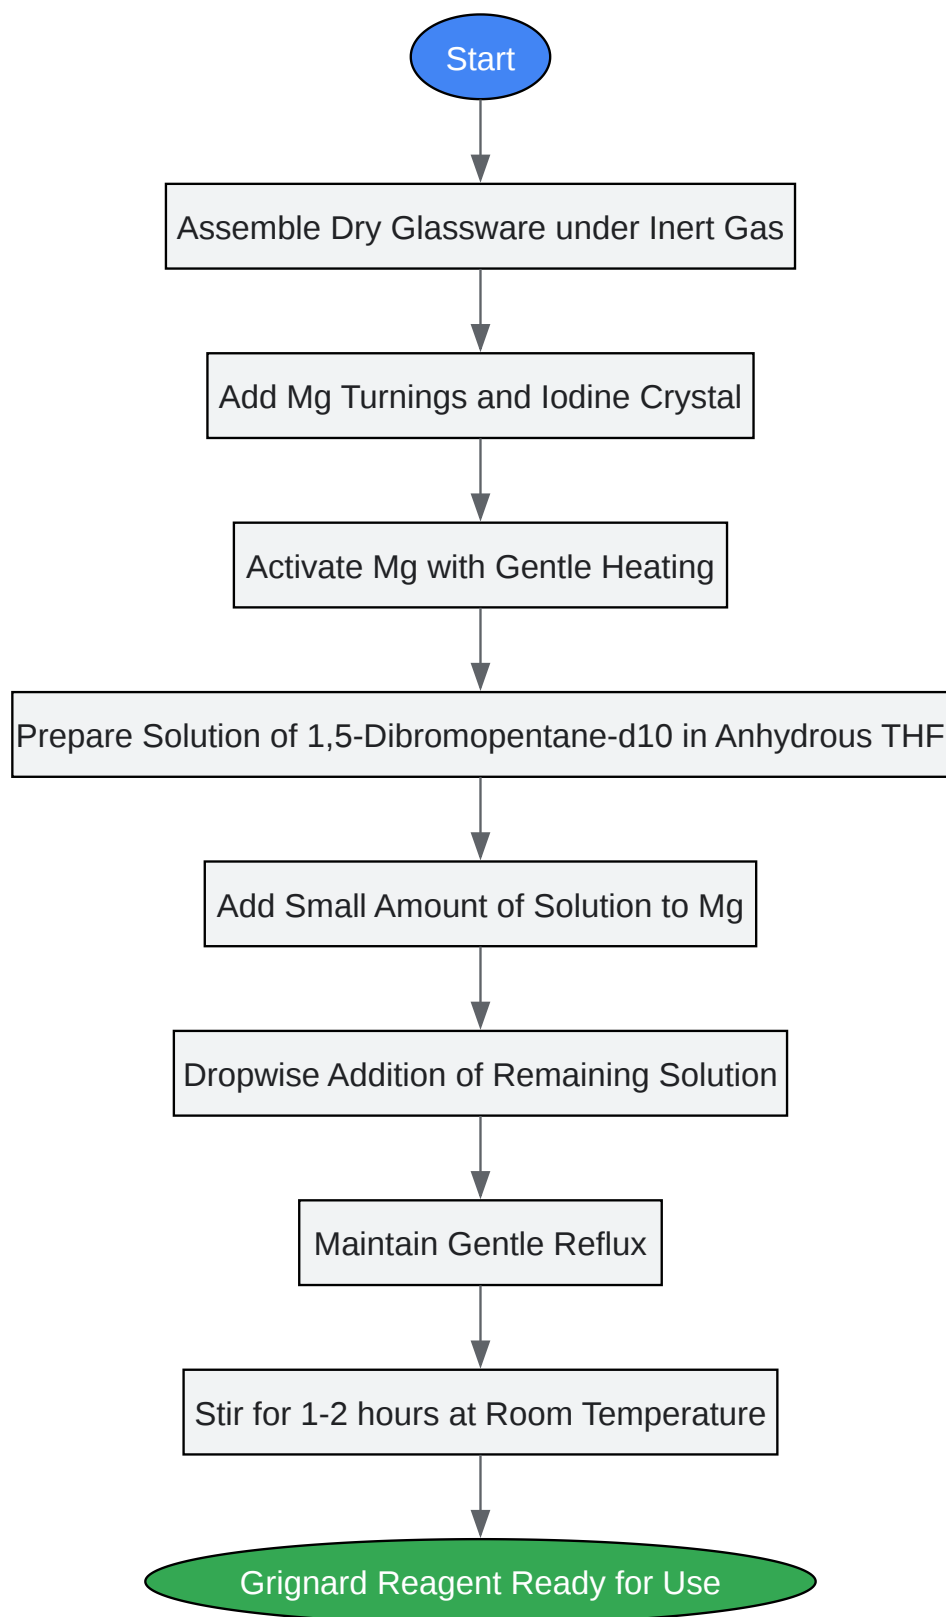 Start
Assemble Dry Glassware under Inert Gas
Add Mg Turnings and Iodine Crystal
Activate Mg with Gentle Heating
Prepare Solution of 1,5-Dibromopentane-d10 in Anhydrous THF
Add Small Amount of Solution to Mg
Dropwise Addition of Remaining Solution
Maintain Gentle Reflux
Stir for 1-2 hours at Room Temperature
Grignard Reagent Ready for Use